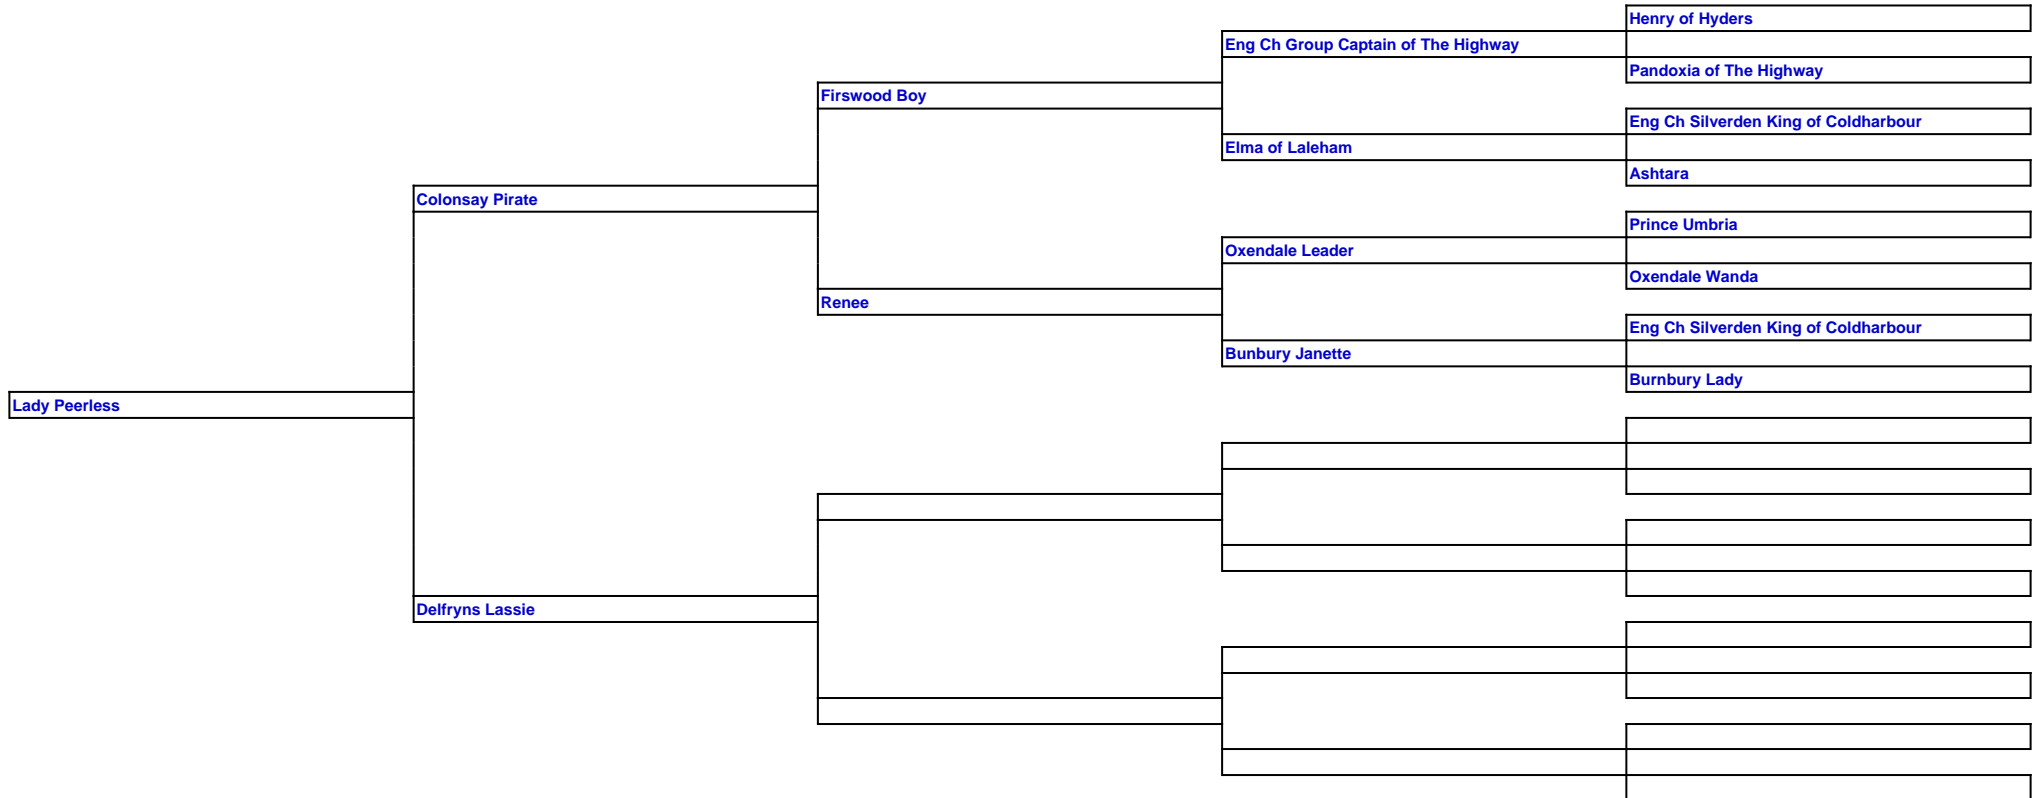 Henry of Hyders
Eng Ch Group Captain of The Highway
Pandoxia of The Highway
Firswood Boy
Eng Ch Silverden King of Coldharbour
Elma of Laleham
Ashtara
Colonsay Pirate
Prince Umbria
Oxendale Leader
Oxendale Wanda
Renee
Eng Ch Silverden King of Coldharbour
Bunbury Janette
Burnbury Lady
Lady Peerless
Delfryns Lassie